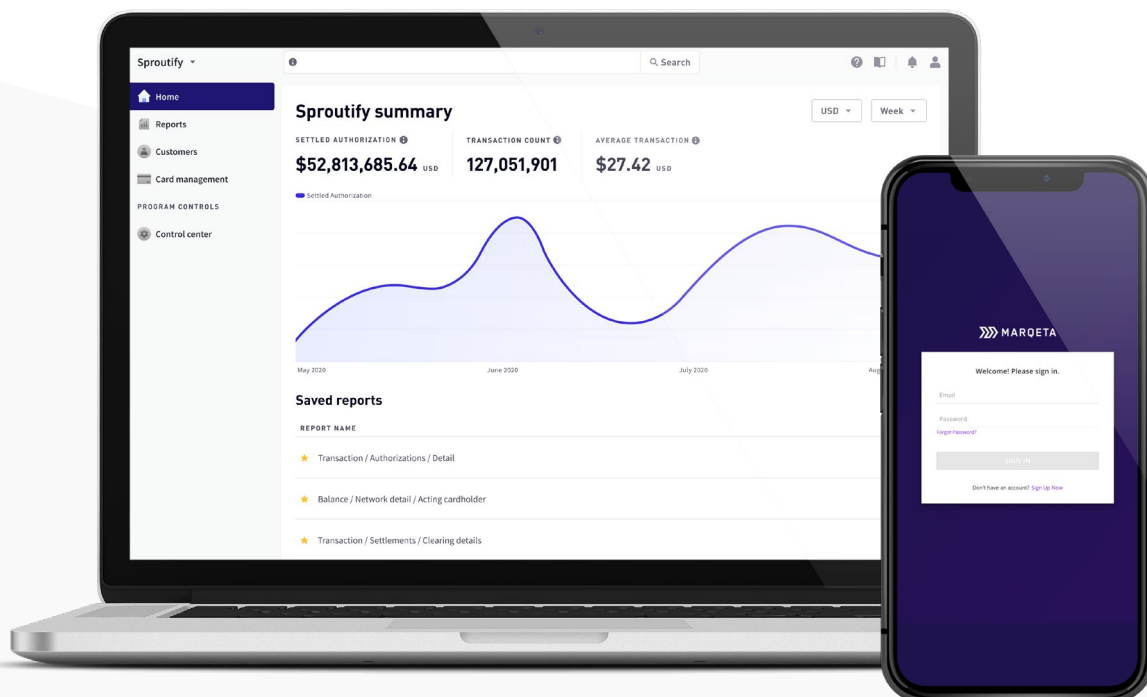 Sproutify
Search
Home
Reports
Customers
Card management
PROGRAM CONTROLS
Control center
Sproutify summary
USD
Week
SETTLED AUTHORIZATION
TRANSACTION COUNT
AVERAGE TRANSACTION
$52,813,685.64 USD
127,051,901
$27.42 USD
Settled Authorization
May 2020
June 2020
July 2020
Aug
Saved reports
REPORT NAME
Transaction / Authorizations / Detail
Balance / Network detail / Acting cardholder
Transaction / Settlements / Clearing details
MARQETA
Welcome! Please sign in.
Email
Password
Forgot Password?
SIGN IN
Don't have an account? Sign Up Now